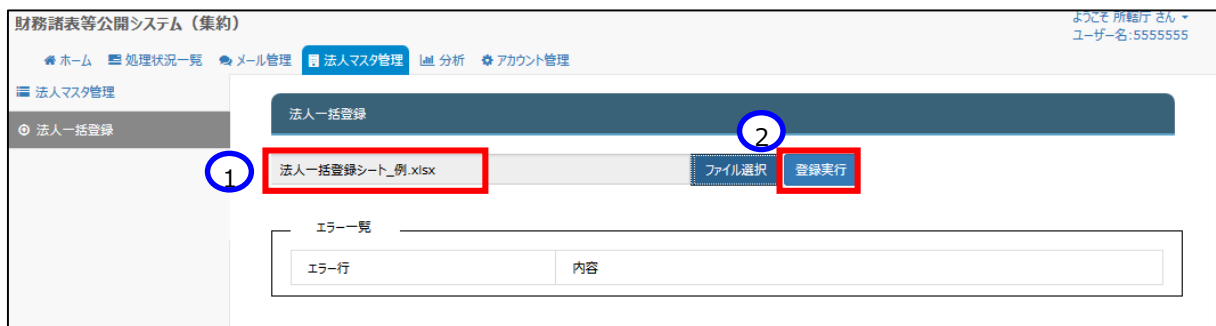 財務諸表等公開システム（集約）
ようこそ 所轄庁 さん
ユーザー名:5555555
ホーム 処理状況一覧 メール管理 法人マスタ管理 分析 アカウント管理
法人マスタ管理
法人一括登録
法人一括登録
2
1
法人一括登録シート_例.xlsx ファイル選択 登録実行
エラー一覧
エラー行 内容